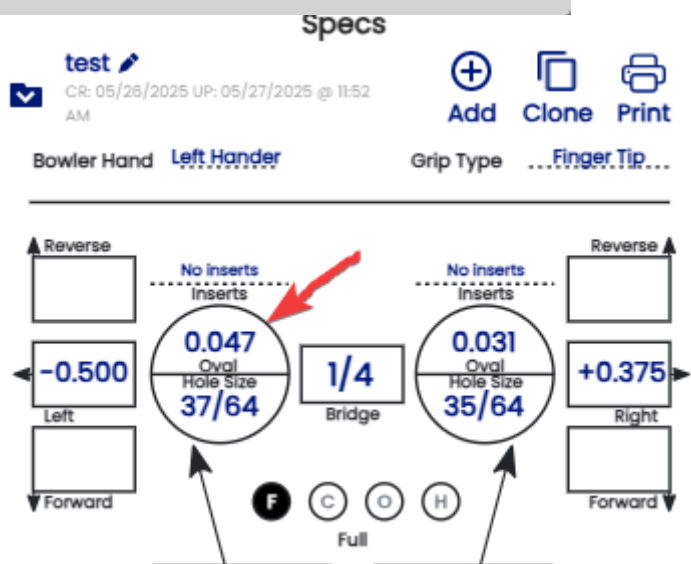 Specs
test
CR: 05/26/2025 UP: 05/27/2025 @ 11:52
AM
Add Clone Print
Bowler Hand Left Hander Grip Type Finger Tip
Reverse Reverse
No inserts No inserts
Inserts Inserts
0.047 0.031
Oval Oval
-0.500 1/4 +0.375
Hole Size Hole Size
37/64 35/64
Left Bridge Right
F C O H
Forward Forward
Full